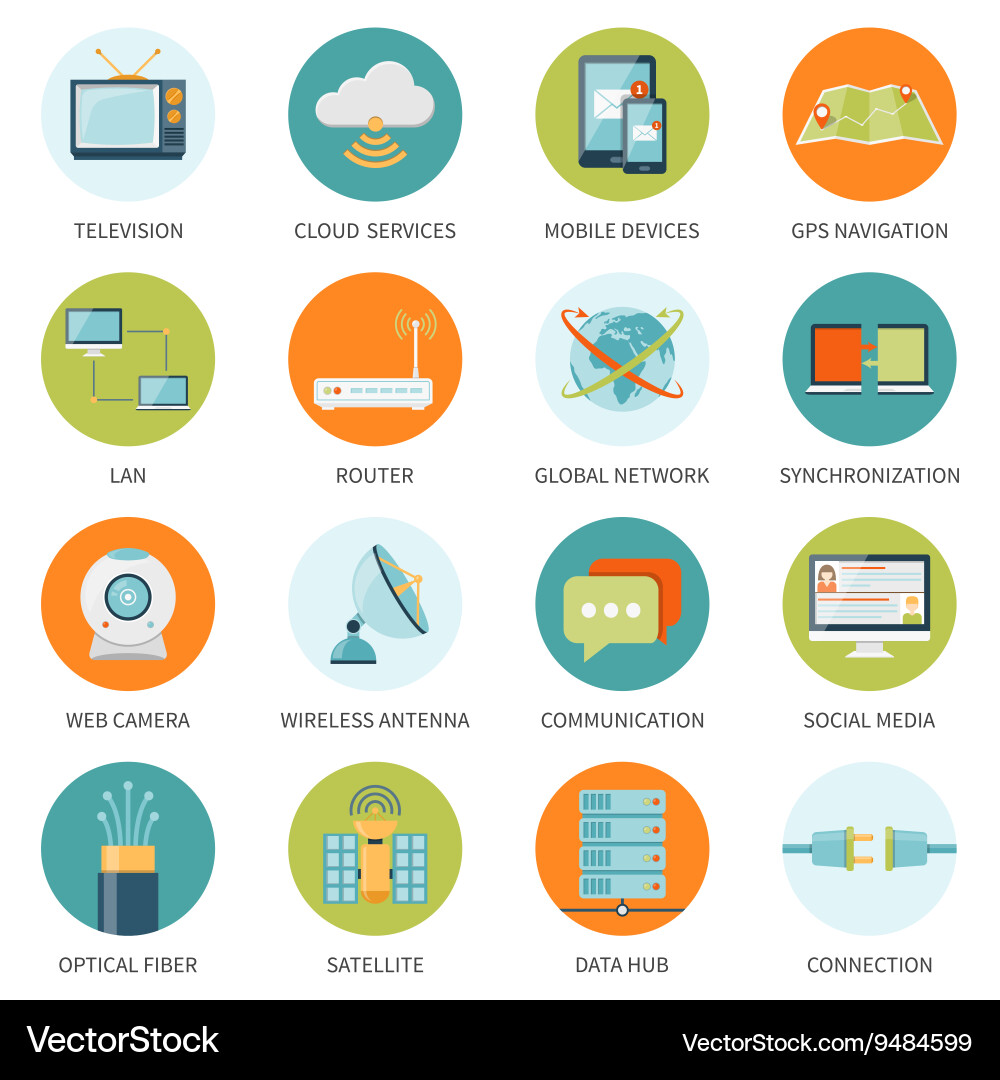 1
1
TELEVISION
CLOUD SERVICES
MOBILE DEVICES
GPS NAVIGATION
LAN
ROUTER
GLOBAL NETWORK
SYNCHRONIZATION
WEB CAMERA
WIRELESS ANTENNA
COMMUNICATION
SOCIAL MEDIA
OPTICAL FIBER
SATELLITE
DATA HUB
CONNECTION
VectorStock
VectorStock.com/9484599